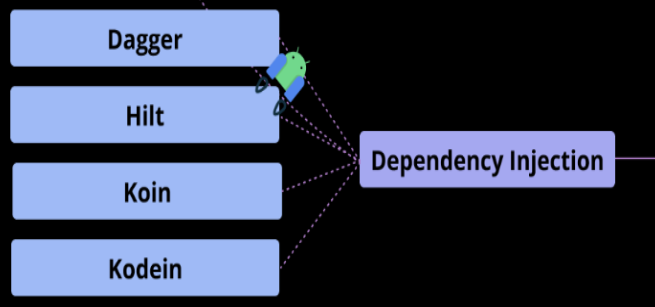 Dagger
Hilt
Dependency Injection
Koin
Kodein